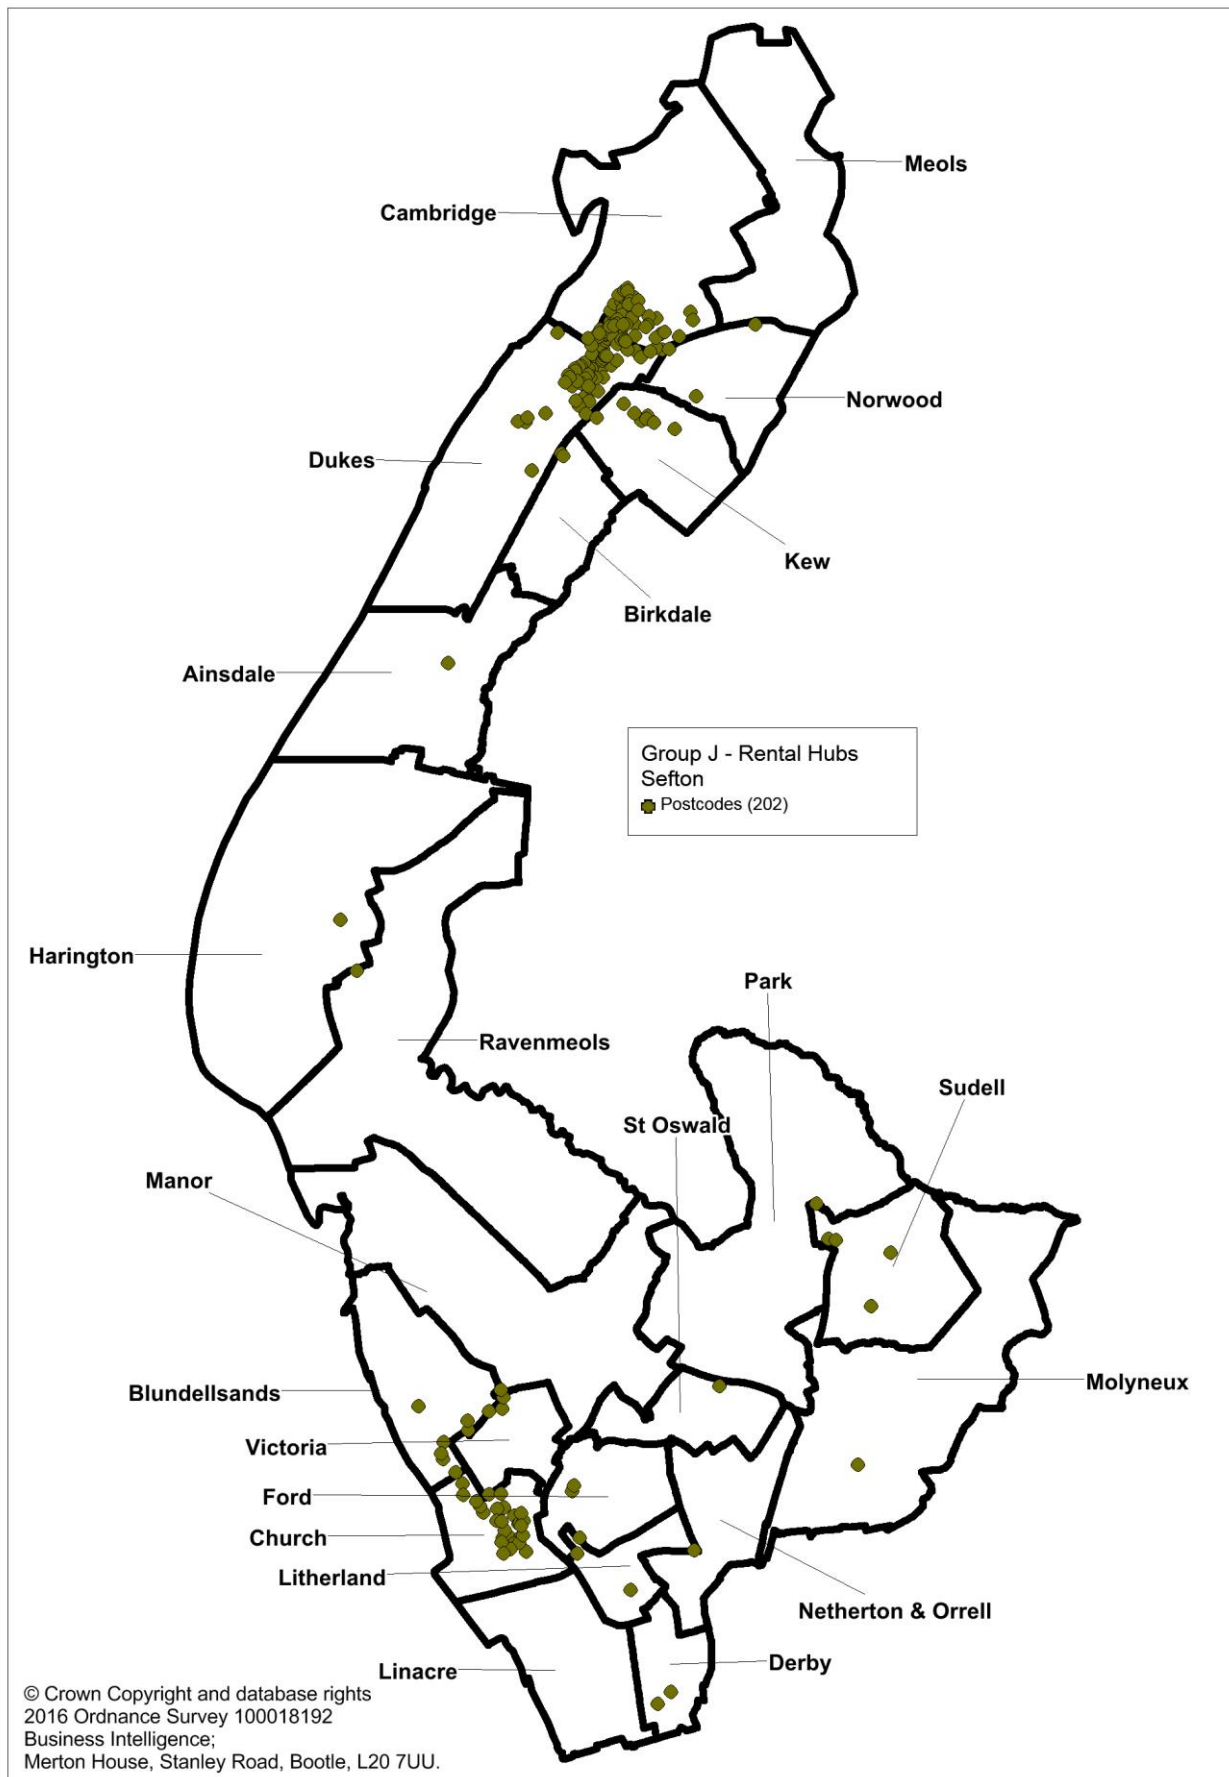 Meols
Cambridge
Norwood
Dukes
Kew
Birkdale
Ainsdale
Group J - Rental Hubs
Sefton
Postcodes (202)
Harington
Park
Ravenmeols
Sudell
St Oswald
Manor
Molyneux
Blundellsands
Victoria
Ford
Church
Litherland
Netherton & Orrell
Derby
Linacre
© Crown Copyright and database rights
2016 Ordnance Survey 100018192
Business Intelligence;
Merton House, Stanley Road, Bootle, L20 7UU.